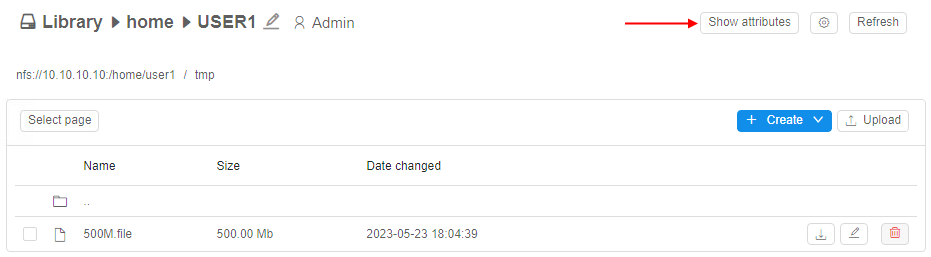 Library home USER1 Admin Show attributes Refresh
nfs://10.10.10.10:/home/user1 / tmp
Select page + Create Upload
Name Size Date changed
..
500M.file 500.00 Mb 2023-05-23 18:04:39